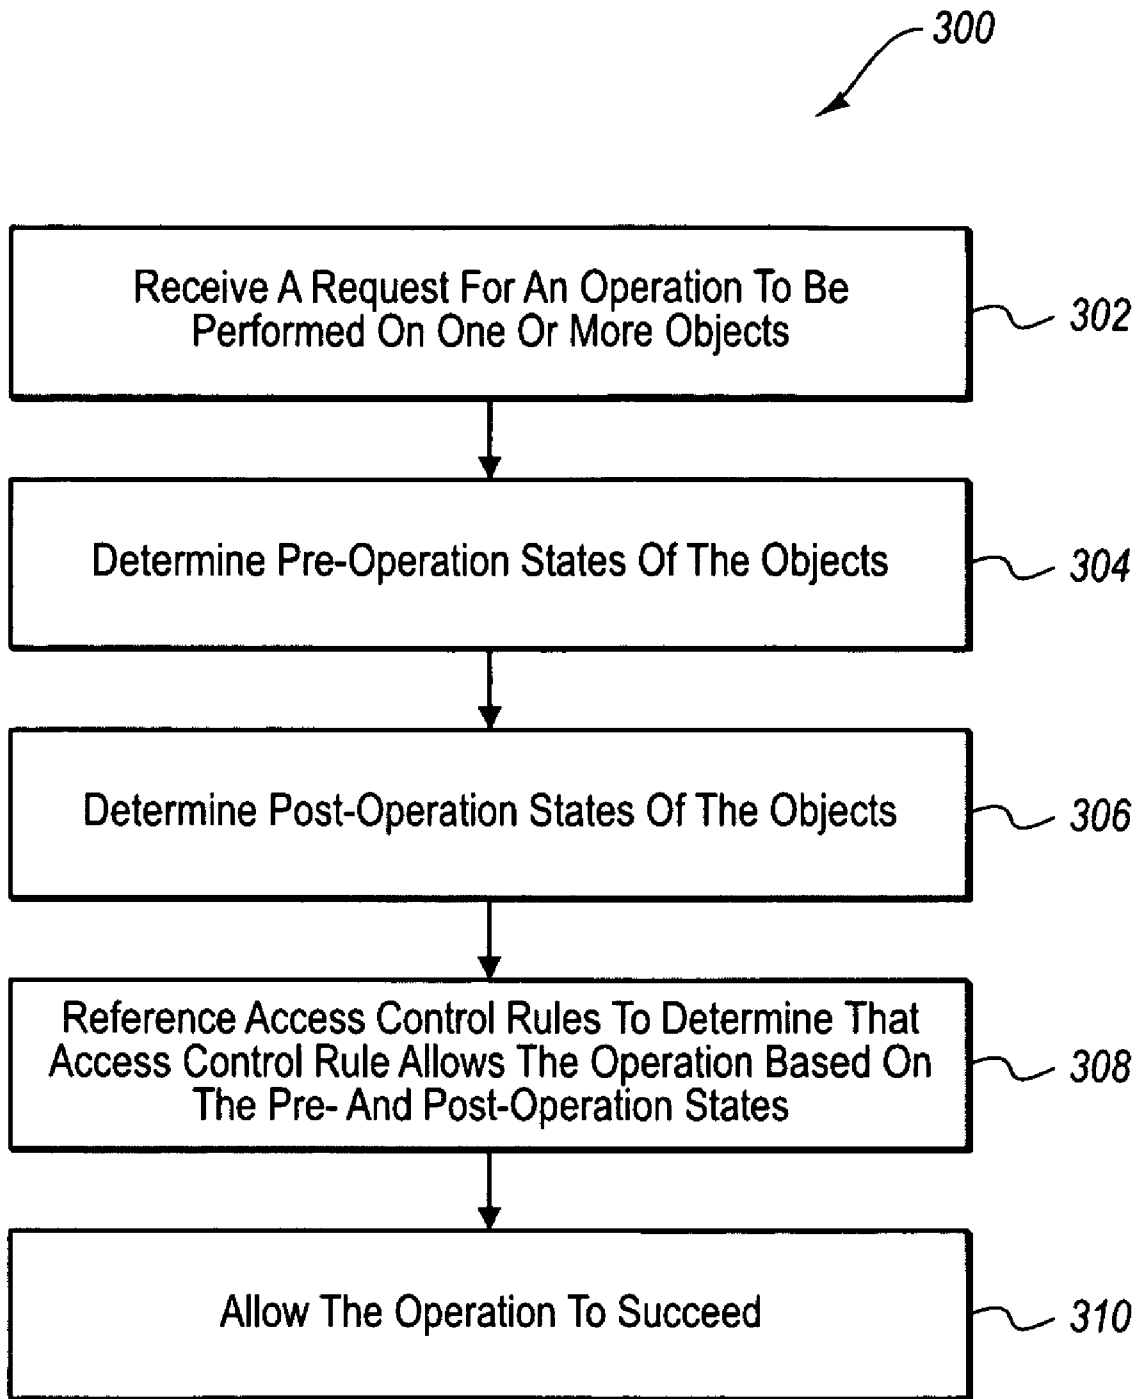 300
Receive A Request For An Operation To Be
Performed On One Or More Objects
302
Determine Pre-Operation States Of The Objects
304
Determine Post-Operation States Of The Objects
306
Reference Access Control Rules To Determine That
Access Control Rule Allows The Operation Based On
The Pre- And Post-Operation States
308
Allow The Operation To Succeed
310